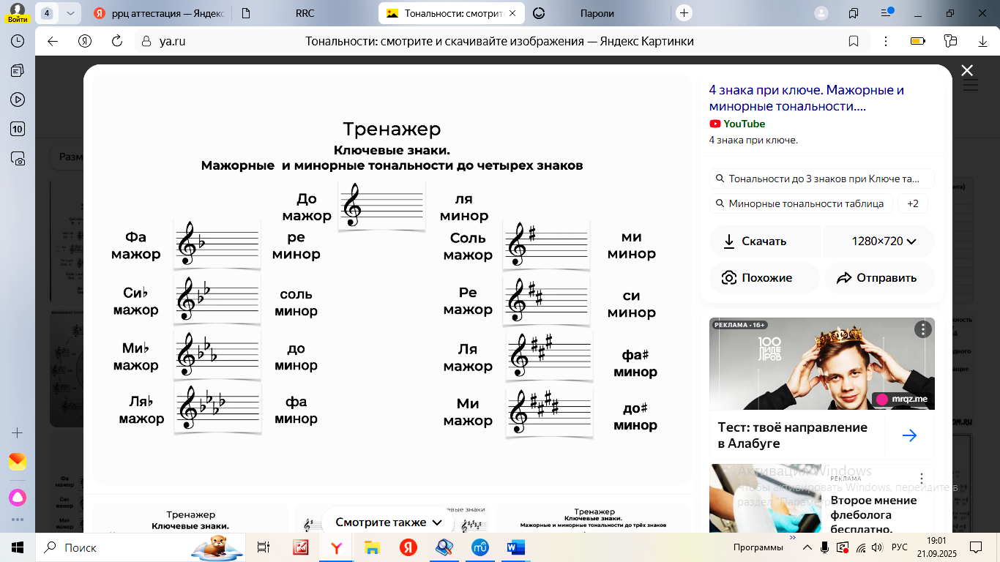 Войти
4
ррц аттестация — Яндекс
RRC
Тональности: смотрите
Пароли
ya.ru
Тональности: смотрите и скачивайте изображения — Яндекс Картинки
10
Разм
Тренажер
Ключевые знаки.
Мажорные и минорные тональности до четырех знаков
До мажор
ля минор
Фа мажор
ре минор
Соль мажор
ми минор
Си♭ мажор
соль минор
Ре мажор
си минор
Ми♭ мажор
до минор
Ля мажор
фа♯ минор
Ля♭ мажор
фа минор
Ми мажор
до♯ минор
4 знака при ключе. Мажорные и
минорные тональности....
YouTube
4 знака при ключе.
Тональности до 3 знаков при Ключе та...
Минорные тональности таблица
+2
Скачать
1280×720
Похожие
Отправить
РЕКЛАМА • 16+
100
ЛИДЕ
РОВ
mrqz.me
Тест: твоё направление
в Алабуге
Активация Windows
Чтобы активировать Windows, перейдите в
раздел "Параметры
РЕКЛАМА
Второе мнение
флеболога
бесплатно.
Фа
мажор
Си♭
мажор
Ми♭
Тренажер
Ключевые знаки.
евые знаки
Смотрите также
Тренажер
Ключевые знаки.
Мажорные и минорные тональности до трёх знаков
Поиск
Программы
РУС
19:01
21.09.2025